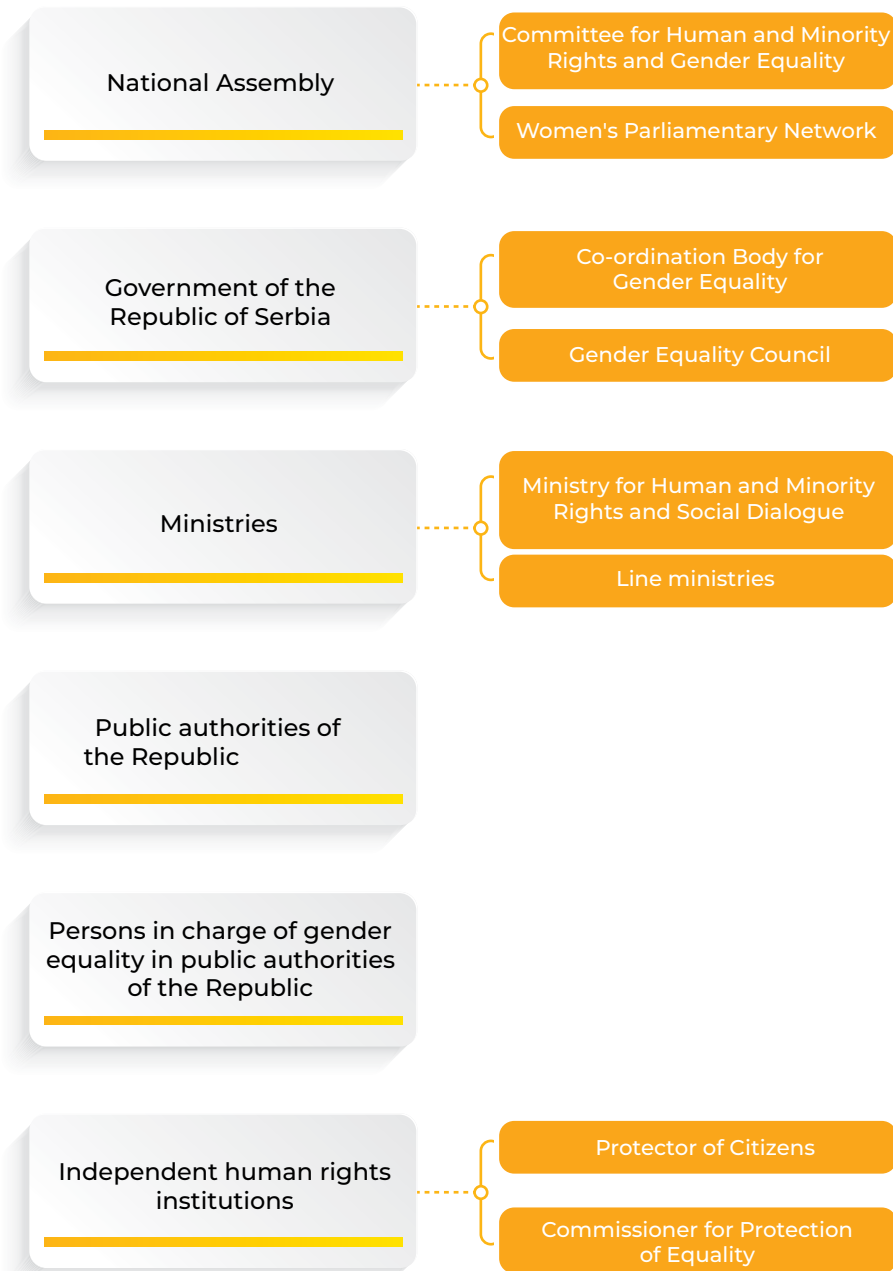 National Assembly
Committee for Human and Minority
Rights and Gender Equality
Women's Parliamentary Network
Government of the
Republic of Serbia
Co-ordination Body for
Gender Equality
Gender Equality Council
Ministries
Ministry for Human and Minority
Rights and Social Dialogue
Line ministries
Public authorities of
the Republic
Persons in charge of gender
equality in public authorities
of the Republic
Independent human rights
institutions
Protector of Citizens
Commissioner for Protection
of Equality